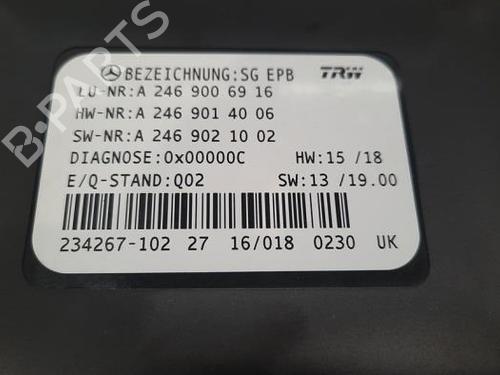 BEZEICHNUNG:SG EPB TRW
LU-NR:A 246 900 69 16
HW-NR:A 246 901 40 06
SW-NR:A 246 902 10 02
DIAGNOSE:0x00000C HW:15 /18
E/Q-STAND:Q02 SW:13 /19.00
234267-102 27 16/018 0230 UK
B-PARTS